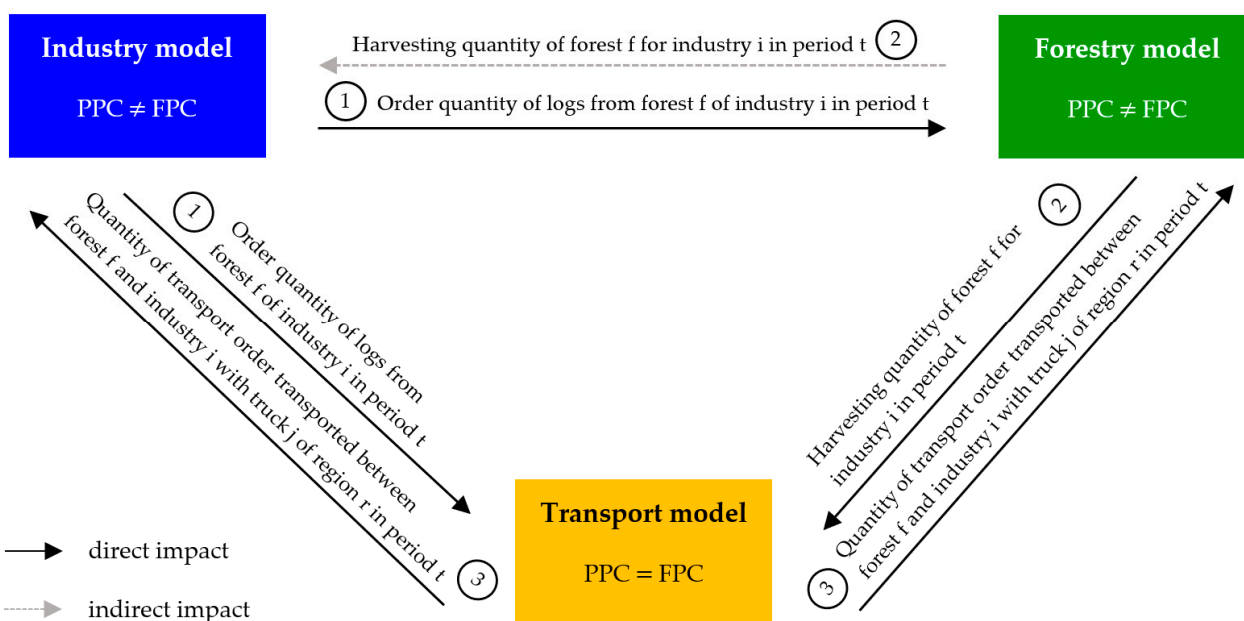 Industry model
PPC ≠ FPC
Harvesting quantity of forest f for industry i in period t 2
1 Order quantity of logs from forest f of industry i in period t
Forestry model
PPC ≠ FPC
1
Order quantity of logs from
forest f of industry i in period t
Quantity of transport order transported between
forest f and industry i with truck j of region r in period t
3
2
Harvesting quantity of forest f for
industry i in period t
3
Quantity of transport order transported between
forest f and industry i with truck j of region r in period t
Transport model
PPC = FPC
direct impact
indirect impact